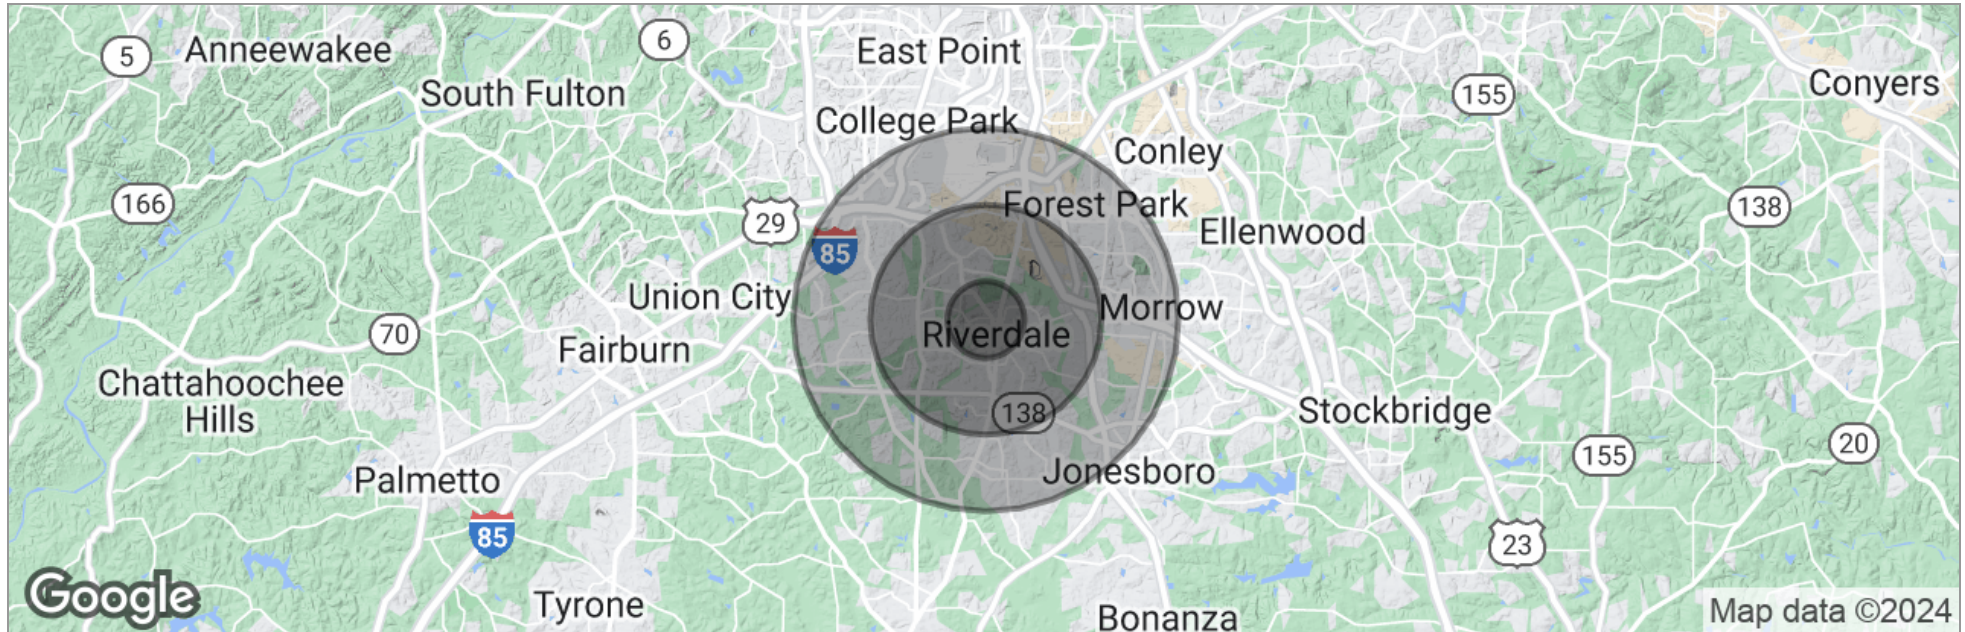 5
Anneewakee
6
East Point
South Fulton
155
Conyers
College Park
Conley
166
29
Forest Park
138
Ellenwood
85
Union City
Morrow
70
Riverdale
Fairburn
Chattahoochee
Hills
138
Stockbridge
155
20
Palmetto
Jonesboro
85
23
Google
Tyrone
Bonanza
Map data ©2024